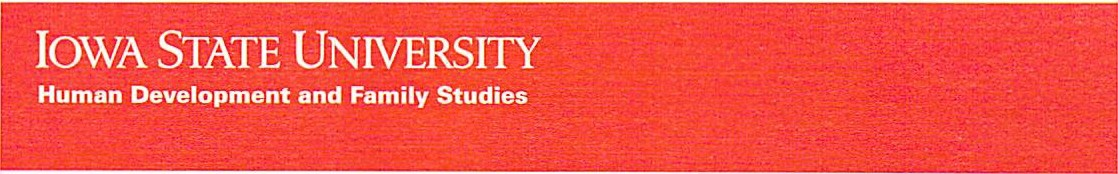 IOWA STATE UNIVERSITY
Human Development and Family Studies